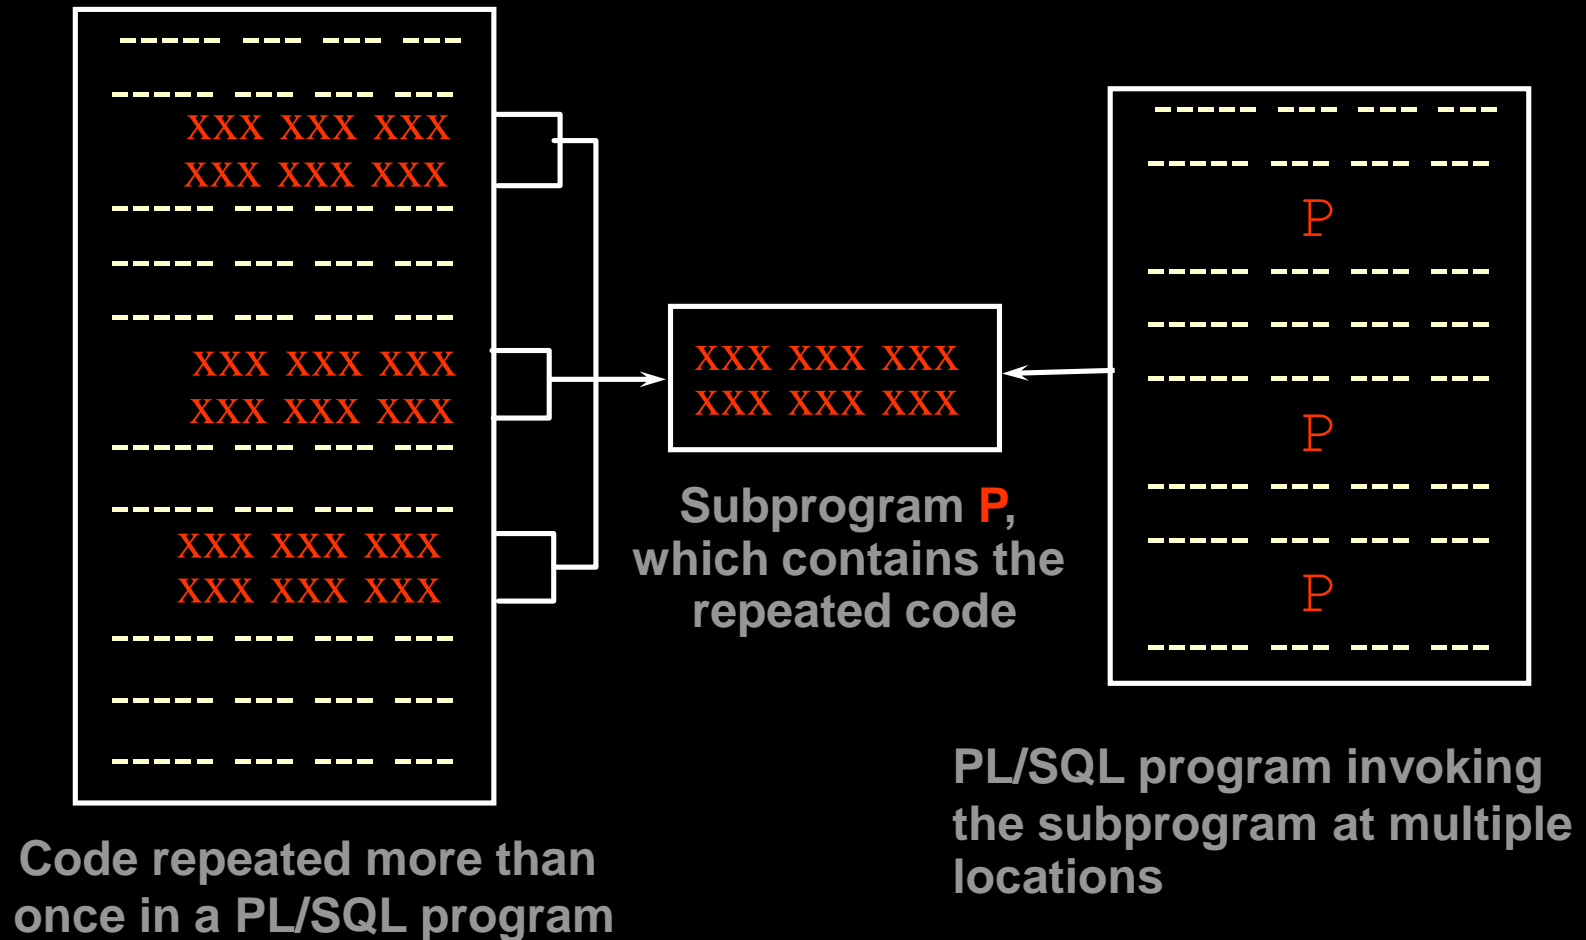 ----- --- --- ---
----- --- --- ---
XXX XXX XXX
XXX XXX XXX
----- --- --- ---
----- --- --- ---
----- --- --- ---
XXX XXX XXX
XXX XXX XXX
----- --- --- ---
----- --- --- ---
XXX XXX XXX
XXX XXX XXX
----- --- --- ---
----- --- --- ---
----- --- --- ---
Code repeated more than
once in a PL/SQL program
XXX XXX XXX
XXX XXX XXX
Subprogram P,
which contains the
repeated code
----- --- --- ---
----- --- --- ---
P
----- --- --- ---
----- --- --- ---
----- --- --- ---
P
----- --- --- ---
----- --- --- ---
P
----- --- --- ---
PL/SQL program invoking
the subprogram at multiple
locations